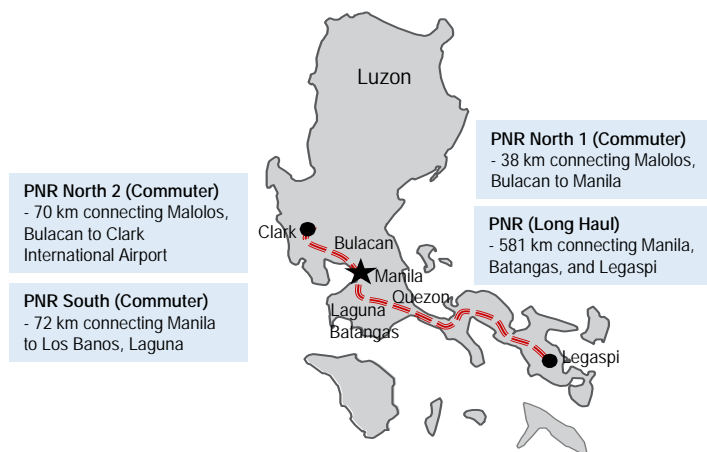 Luzon
PNR North 1 (Commuter)
- 38 km connecting Malolos,
Bulacan to Manila
PNR North 2 (Commuter)
- 70 km connecting Malolos,
Bulacan to Clark
International Airport
PNR (Long Haul)
- 581 km connecting Manila,
Batangas, and Legaspi
PNR South (Commuter)
- 72 km connecting Manila
to Los Banos, Laguna
Clark
Bulacan
Manila
Quezon
Laguna
Batangas
Legaspi